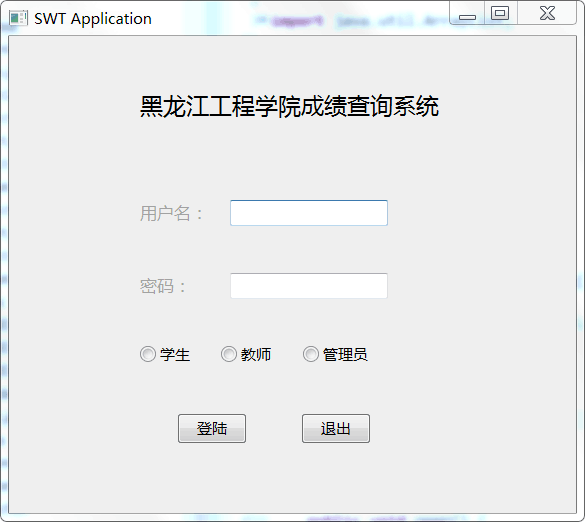 SWT Application
黑龙江工程学院成绩查询系统
用户名：
密码：
学生 教师 管理员
登陆 退出